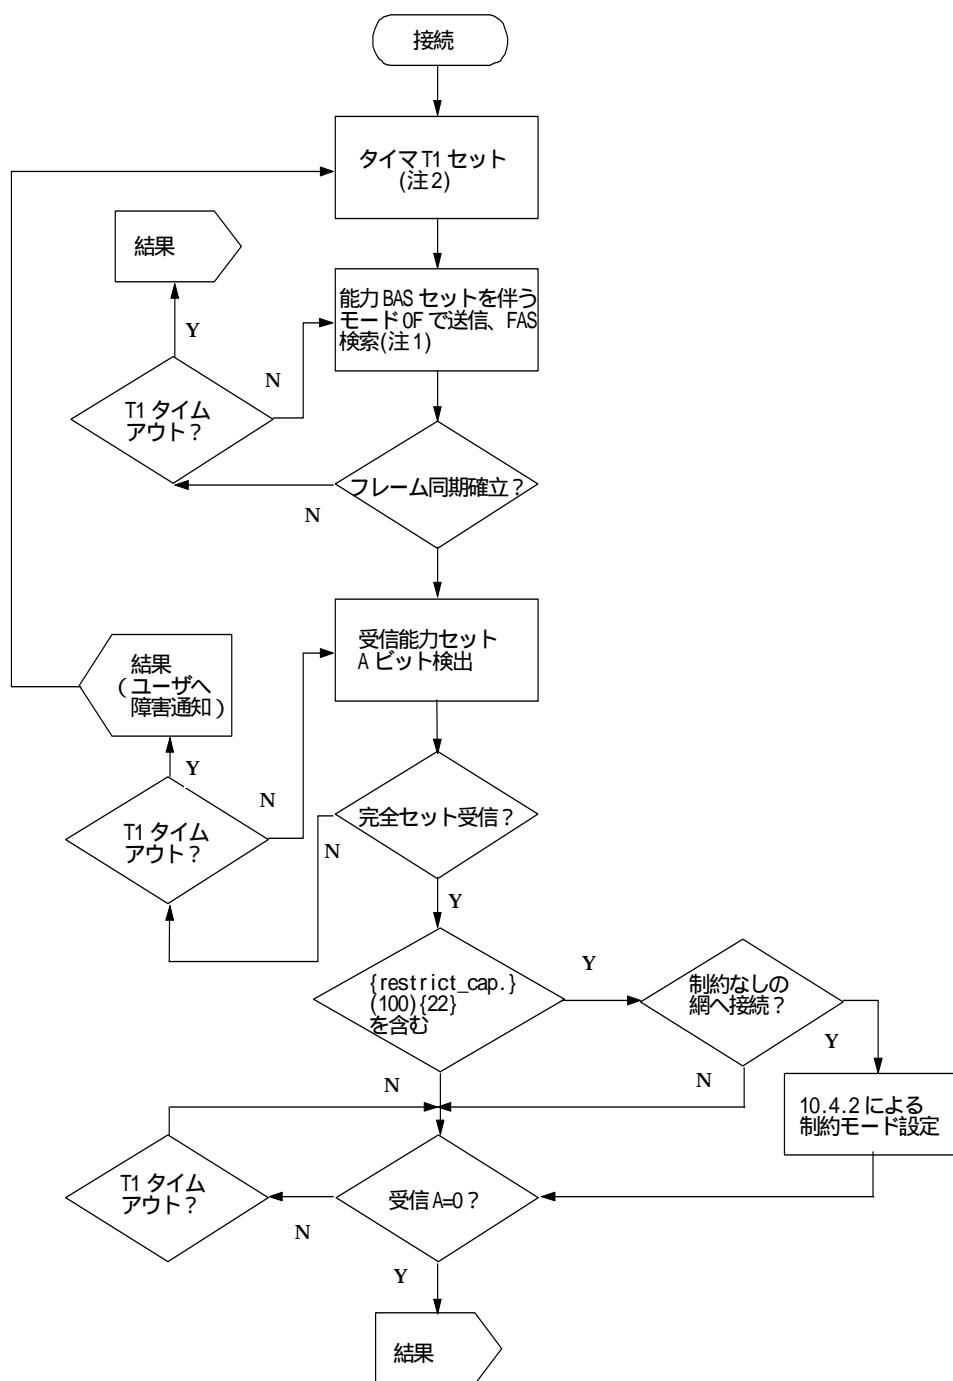 接続
タイマ T1 セット
(注 2)
結果
能力 BAS セットを伴う
モード 0F で送信、FAS
検索(注 1)
Y
N
T1 タイム
アウト？
フレーム同期確立？
N
受信能力セット
A ビット検出
結果
（ユーザへ
障害通知）
Y
N
T1 タイム
アウト？
完全セット受信？
N
Y
{restrict_cap.}
(100){22}
を含む
Y
制約なしの
網へ接続？
Y
N
N
10.4.2 による
制約モード設定
T1 タイム
アウト？
受信 A=0？
N
Y
結果